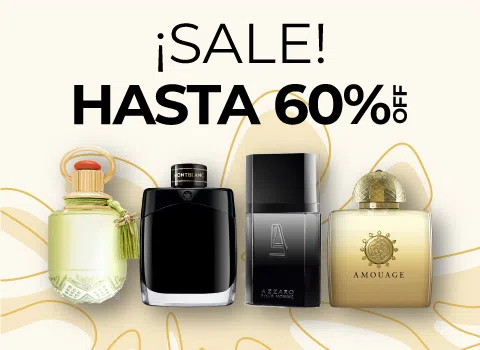 ¡SALE!
HASTA 60% OFF
MONTBLANC
AZZARO
POUR HOMME
AMOUAGE